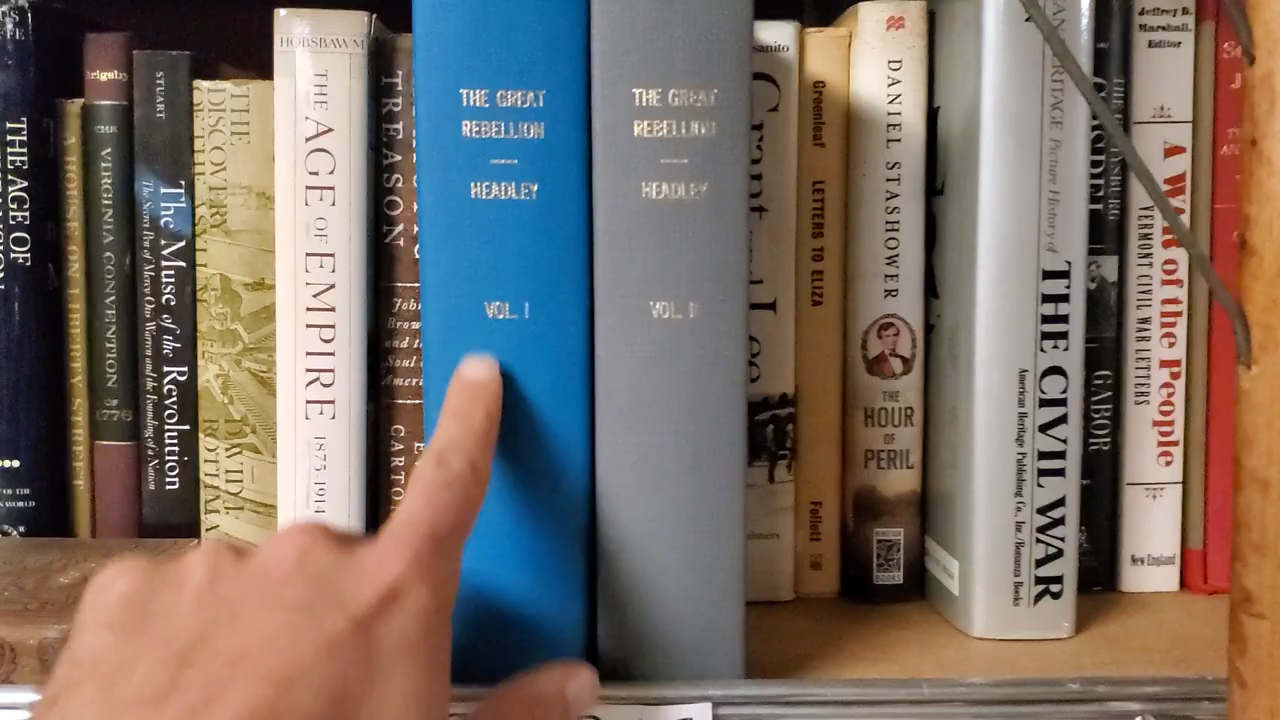 THE AGE OF
A HOUSE ON LIBERTY STREET
Grigsby
THE
VIRGINIA CONVENTION
OF
1776
STUART
The Muse of the Revolution
The Secret Pen of Mercy Otis Warren and the Founding of a Nation
THE
DISCOVERY
OF THE
DAVID J.
HOBSBAWM
THE AGE OF EMPIRE 1875-1914
TREASON
John
Brown
and the
Soul
THE GREAT
REBELLION
HEADLEY
VOL. I
THE GREAT
REBELLION
HEADLEY
VOL. II
Grant and Lee
Greenleaf LETTERS TO ELIZA Follett
DANIEL STASHOWER
THE
HOUR
OF
PERIL
BOOKS
HERITAGE Picture History of THE CIVIL WAR
American Heritage Publishing Co., Inc./Bonanza Books
GABOR
Jeffrey D.
Marshall,
Editor
A War of the People
VERMONT CIVIL WAR LETTERS
New England